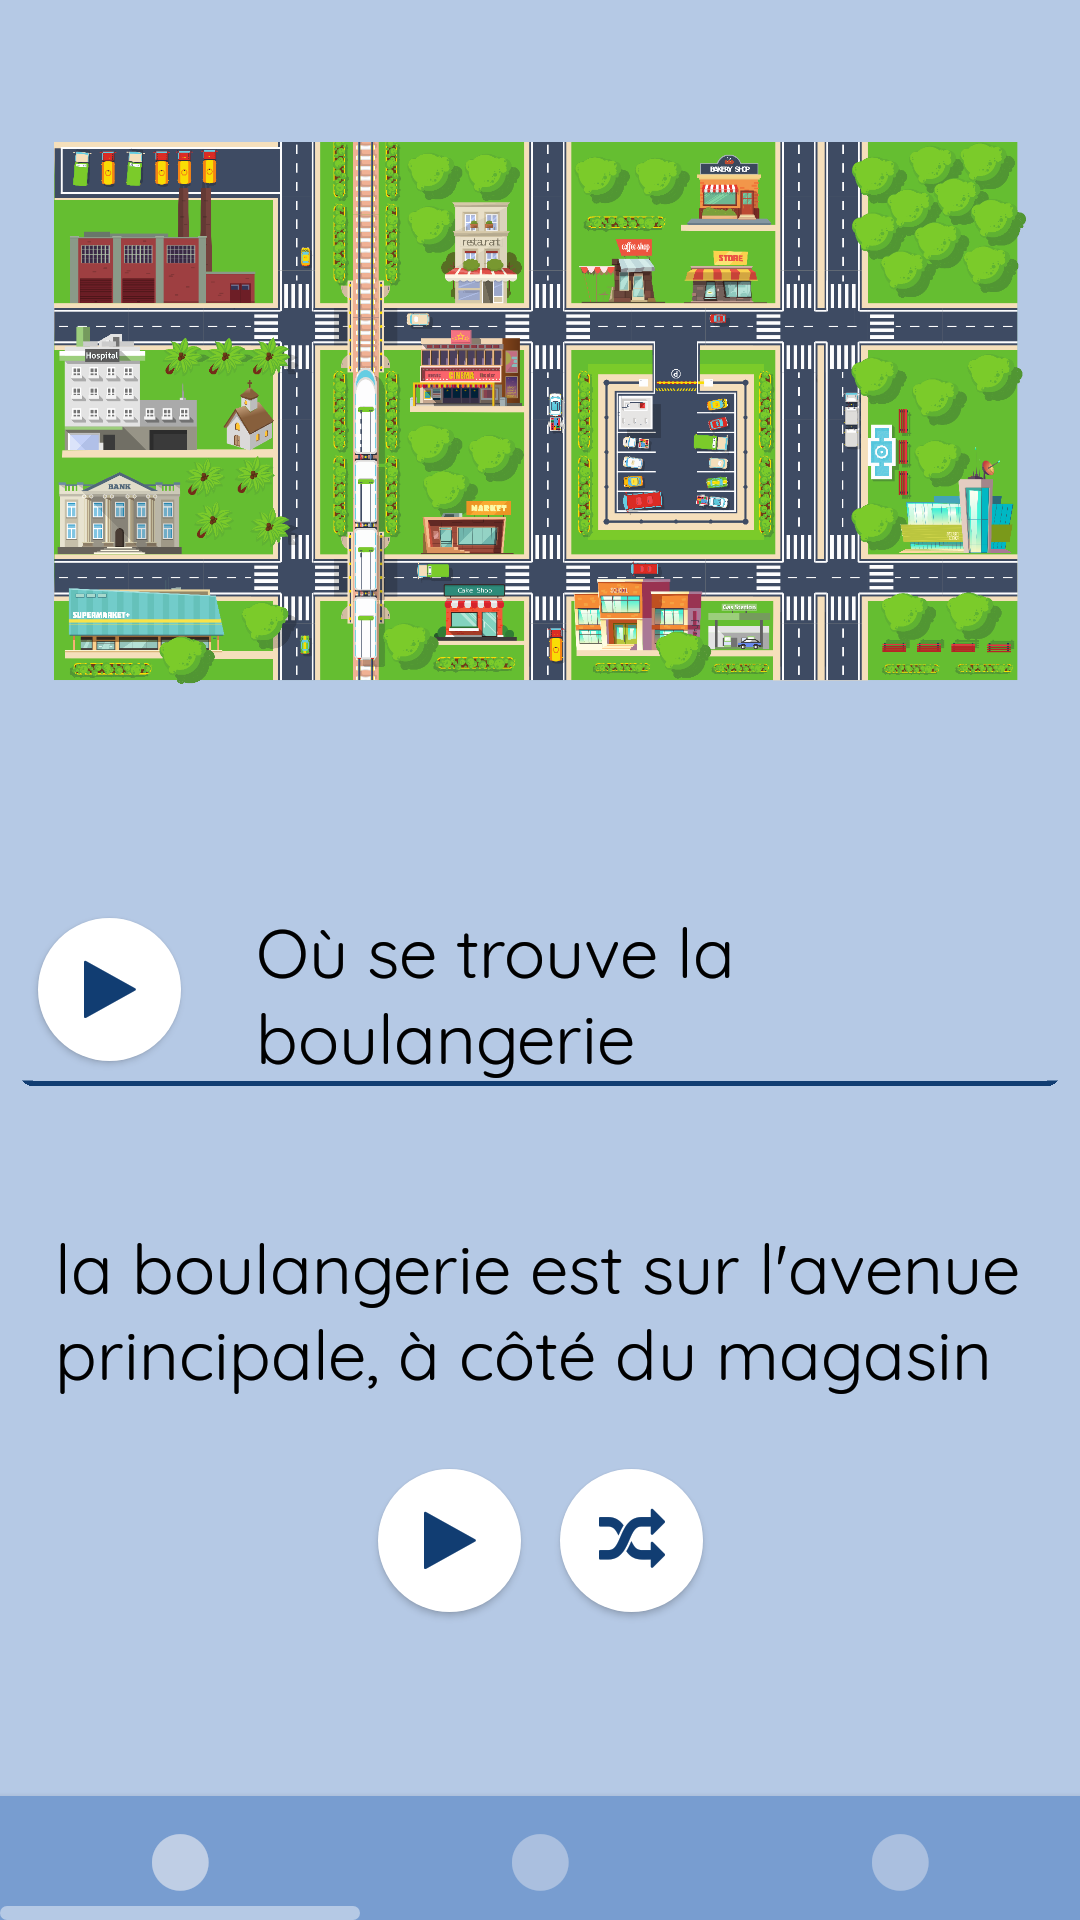 BAKERY SHOP
restaurant
coffee shop
STORE
Hospital
CINEMA
BANK
MARKET
SUPERMARKET
Cake Shop
Gas Station
Où se trouve la
boulangerie
la boulangerie est sur l'avenue
principale, à côté du magasin